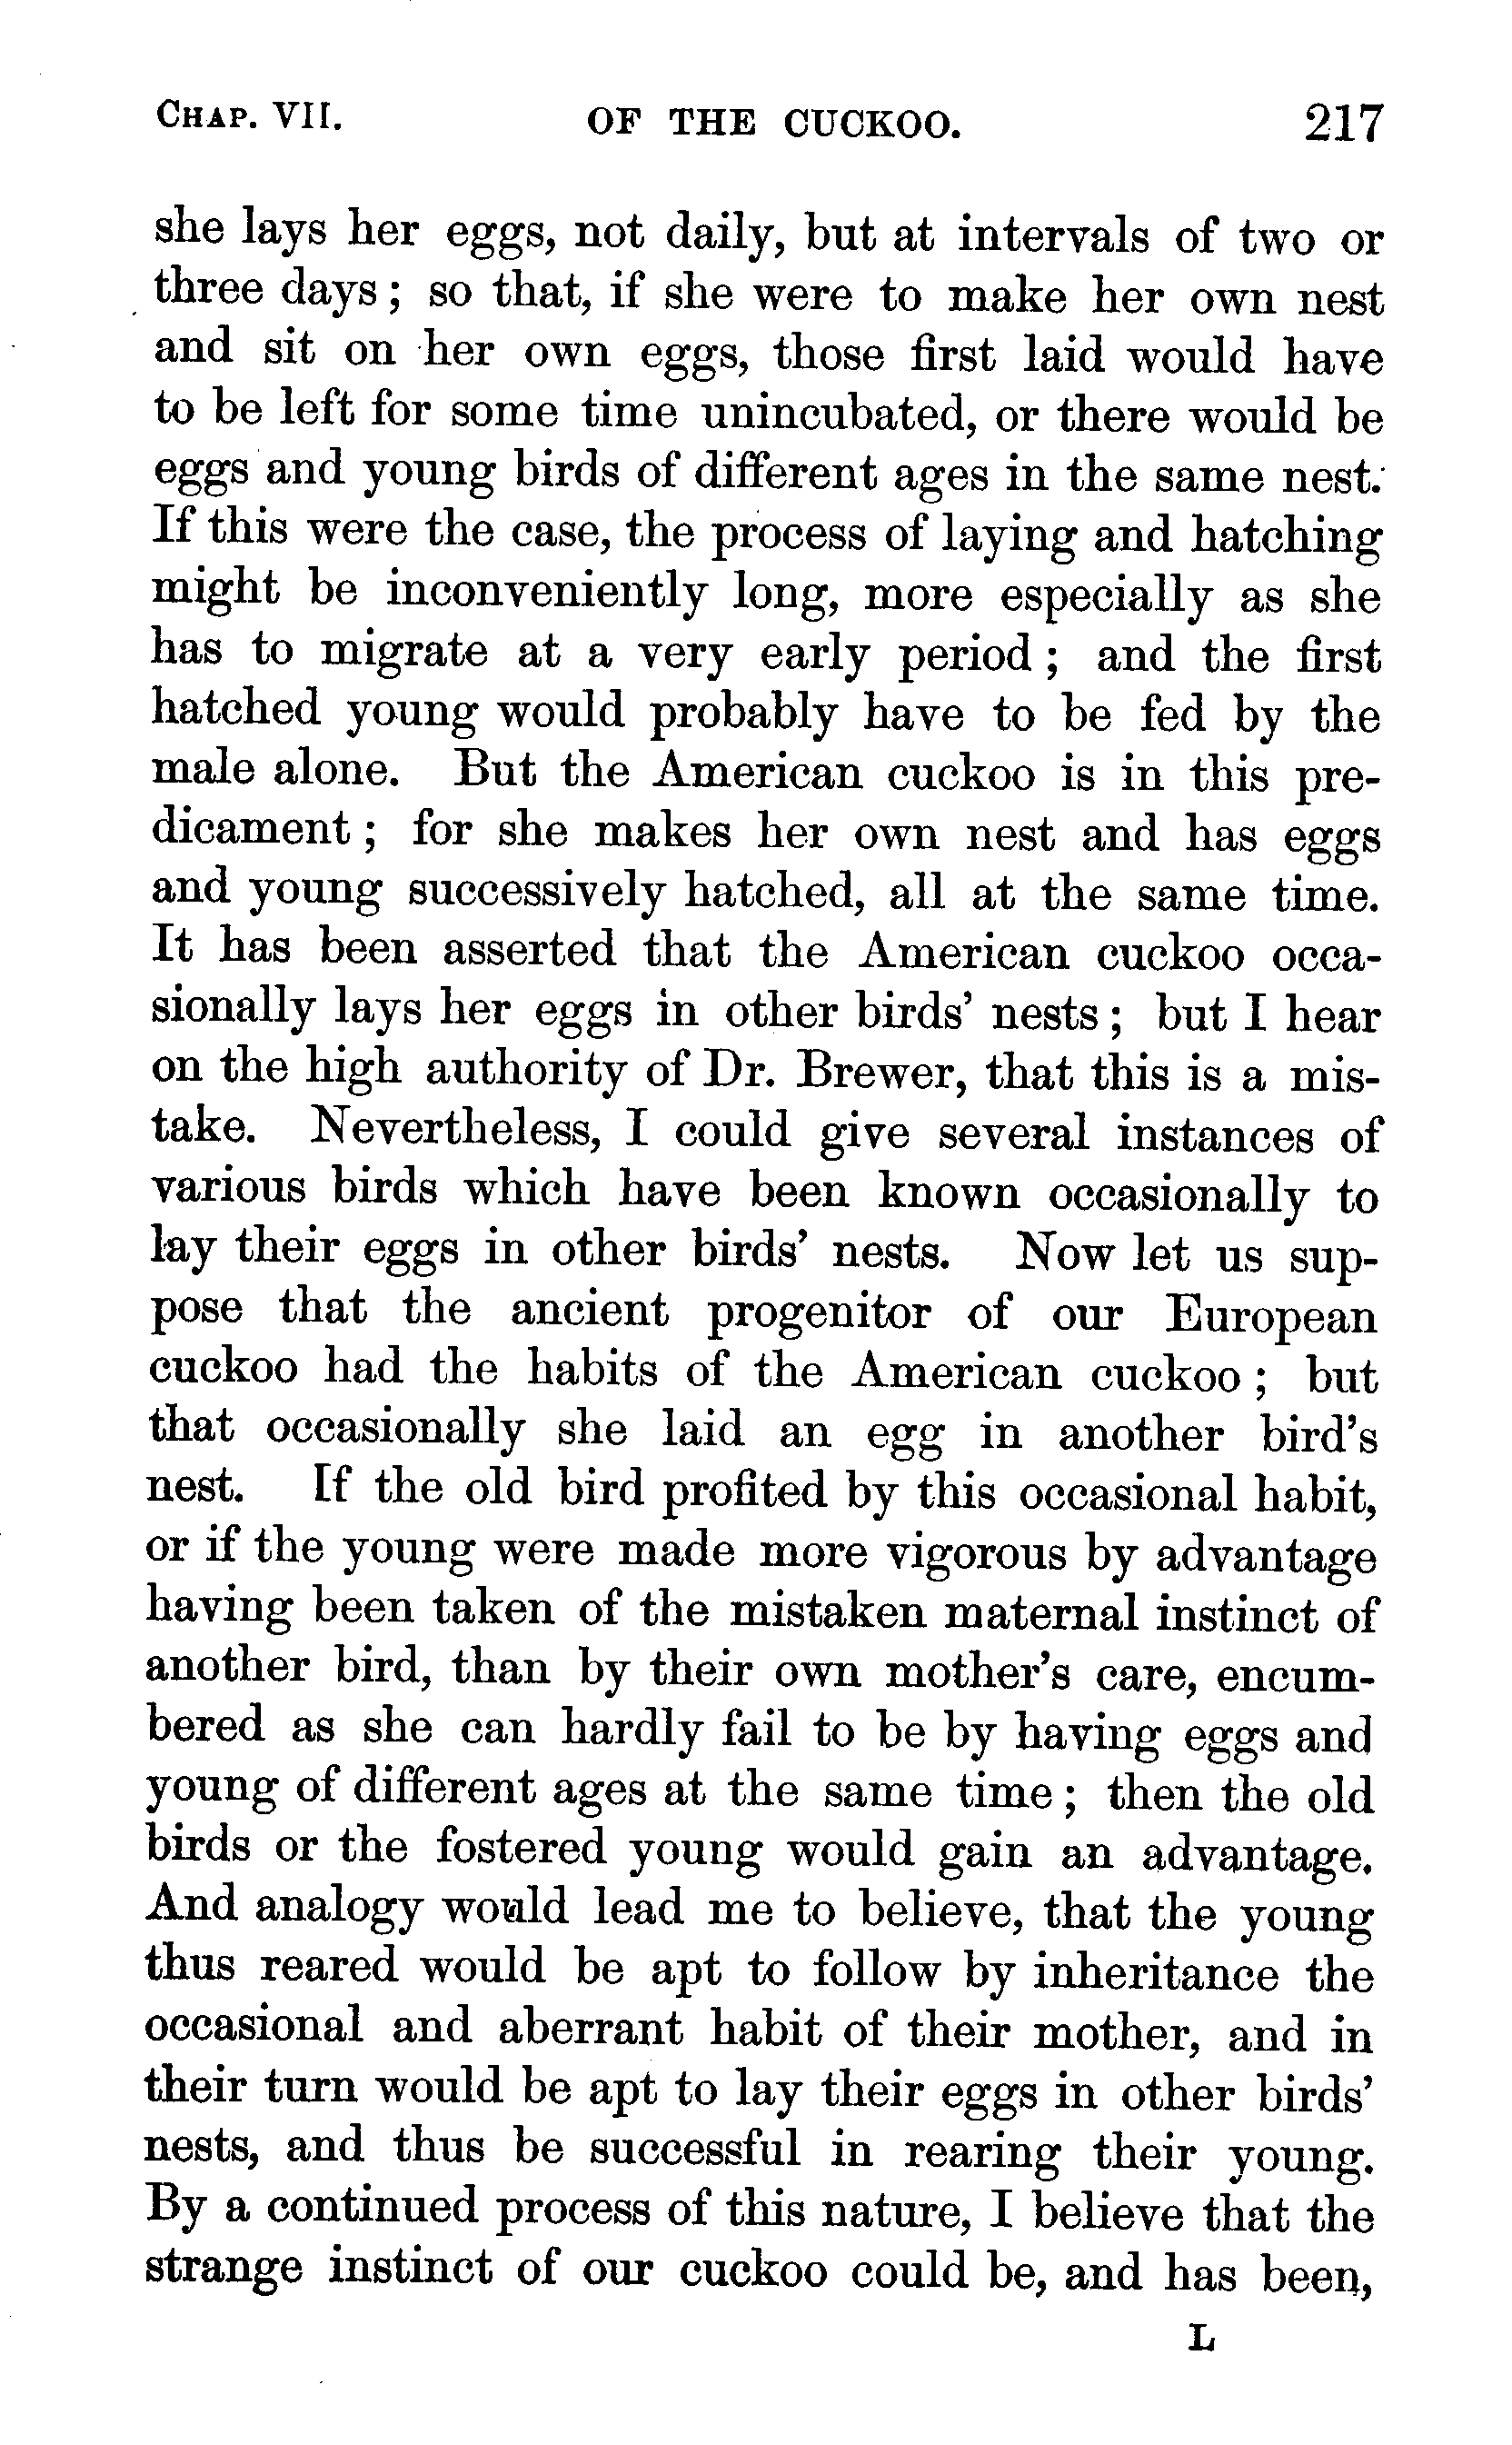 CHAP. VII. OF THE CUCKOO. 217
she lays her eggs, not daily, but at intervals of two or
three days; so that, if she were to make her own nest
and sit on her own eggs, those first laid would have
to be left for some time unincubated, or there would be
eggs and young birds of different ages in the same nest.
If this were the case, the process of laying and hatching
might be inconveniently long, more especially as she
has to migrate at a very early period; and the first
hatched young would probably have to be fed by the
male alone. But the American cuckoo is in this pre-
dicament; for she makes her own nest and has eggs
and young successively hatched, all at the same time.
It has been asserted that the American cuckoo occa-
sionally lays her eggs in other birds' nests; but I hear
on the high authority of Dr. Brewer, that this is a mis-
take. Nevertheless, I could give several instances of
various birds which have been known occasionally to
lay their eggs in other birds' nests. Now let us sup-
pose that the ancient progenitor of our European
cuckoo had the habits of the American cuckoo; but
that occasionally she laid an egg in another bird's
nest. If the old bird profited by this occasional habit,
or if the young were made more vigorous by advantage
having been taken of the mistaken maternal instinct of
another bird, than by their own mother's care, encum-
bered as she can hardly fail to be by having eggs and
young of different ages at the same time; then the old
birds or the fostered young would gain an advantage.
And analogy would lead me to believe, that the young
thus reared would be apt to follow by inheritance the
occasional and aberrant habit of their mother, and in
their turn would be apt to lay their eggs in other birds'
nests, and thus be successful in rearing their young.
By a continued process of this nature, I believe that the
strange instinct of our cuckoo could be, and has been,
L